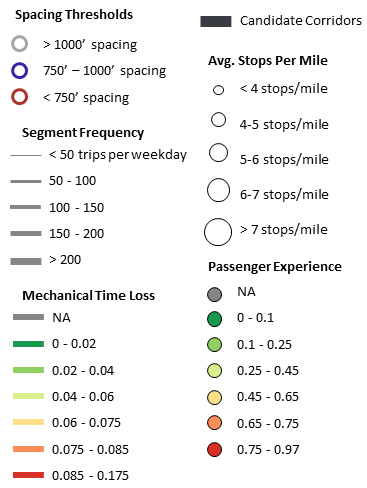 Spacing Thresholds
> 1000’ spacing
750’ – 1000’ spacing
< 750’ spacing
Segment Frequency
< 50 trips per weekday
50 - 100
100 - 150
150 - 200
> 200
Mechanical Time Loss
NA
0 - 0.02
0.02 - 0.04
0.04 - 0.06
0.06 - 0.075
0.075 - 0.085
0.085 - 0.175
Candidate Corridors
Avg. Stops Per Mile
< 4 stops/mile
4-5 stops/mile
5-6 stops/mile
6-7 stops/mile
> 7 stops/mile
Passenger Experience
NA
0 - 0.1
0.1 - 0.25
0.25 - 0.45
0.45 - 0.65
0.65 - 0.75
0.75 - 0.97